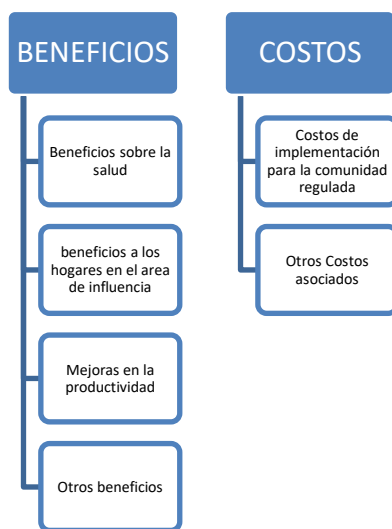 BENEFICIOS
Beneficios sobre la
salud
beneficios a los
hogares en el area
de influencia
Mejoras en la
productividad
Otros beneficios
COSTOS
Costos de
implementación
para la comunidad
regulada
Otros Costos
asociados